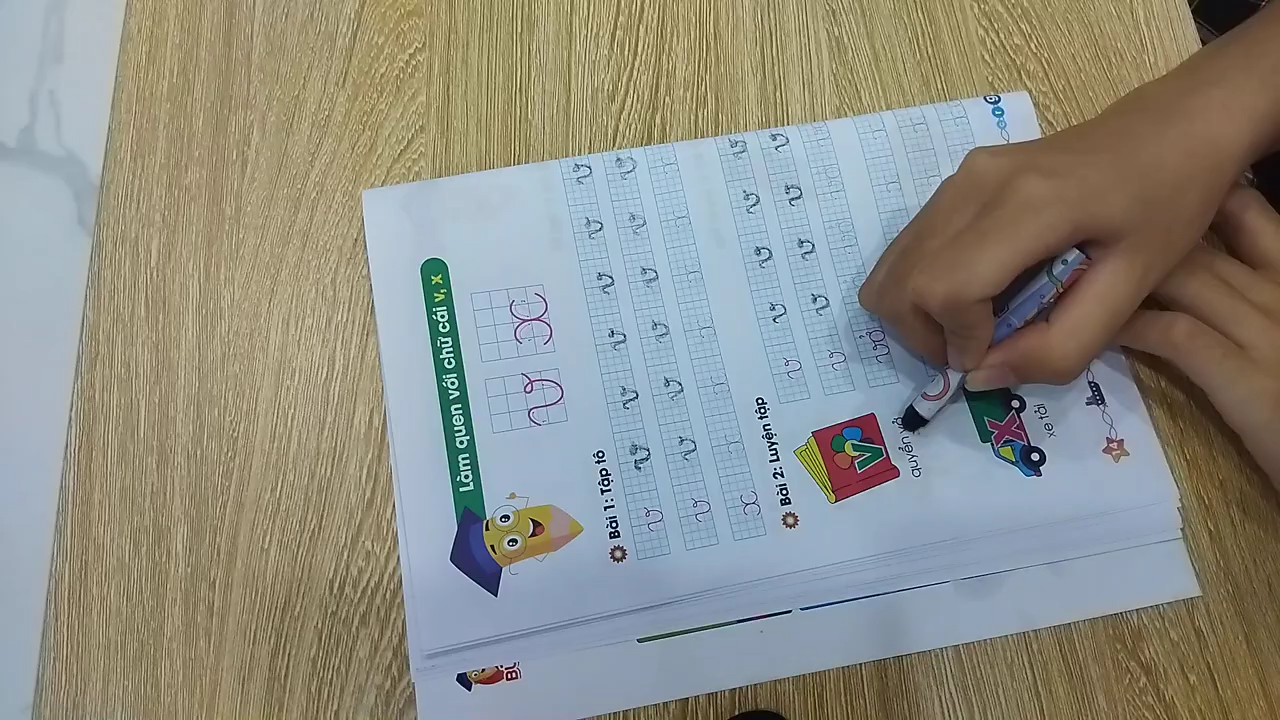 Làm quen với chữ cái v, x
v x
Bài 1: Tập tô
v v v v v v v
v v v v v v v
x x x x x x
Bài 2: Luyện tập
v v v v v
v v v v v
V
quyển
vở
X
xe tải